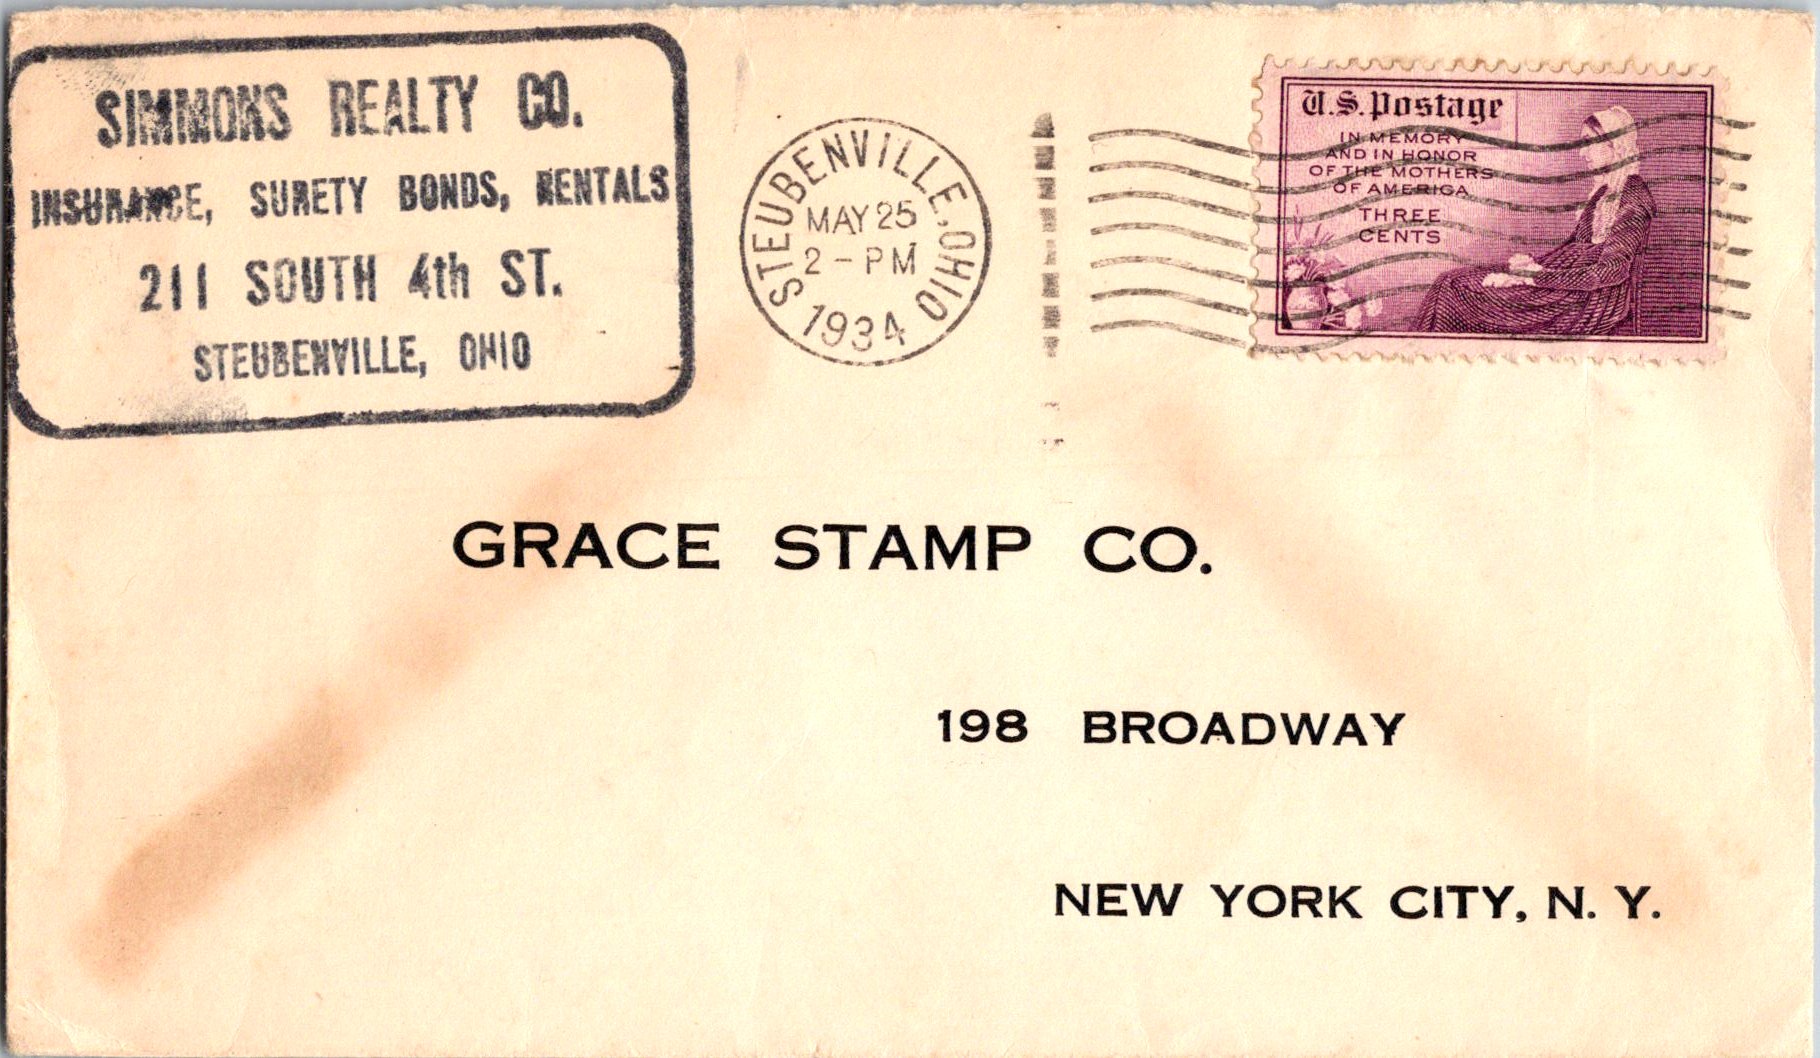 SIMMONS REALTY CO.
INSURANCE, SURETY BONDS, RENTALS
211 SOUTH 4th ST.
STEUBENVILLE, OHIO
STEUBENVILLE, OHIO
MAY 25
2 - PM
1934
U.S. Postage
IN MEMORY
AND IN HONOR
OF THE MOTHERS
OF AMERICA
THREE
CENTS
GRACE STAMP CO.
198 BROADWAY
NEW YORK CITY, N. Y.